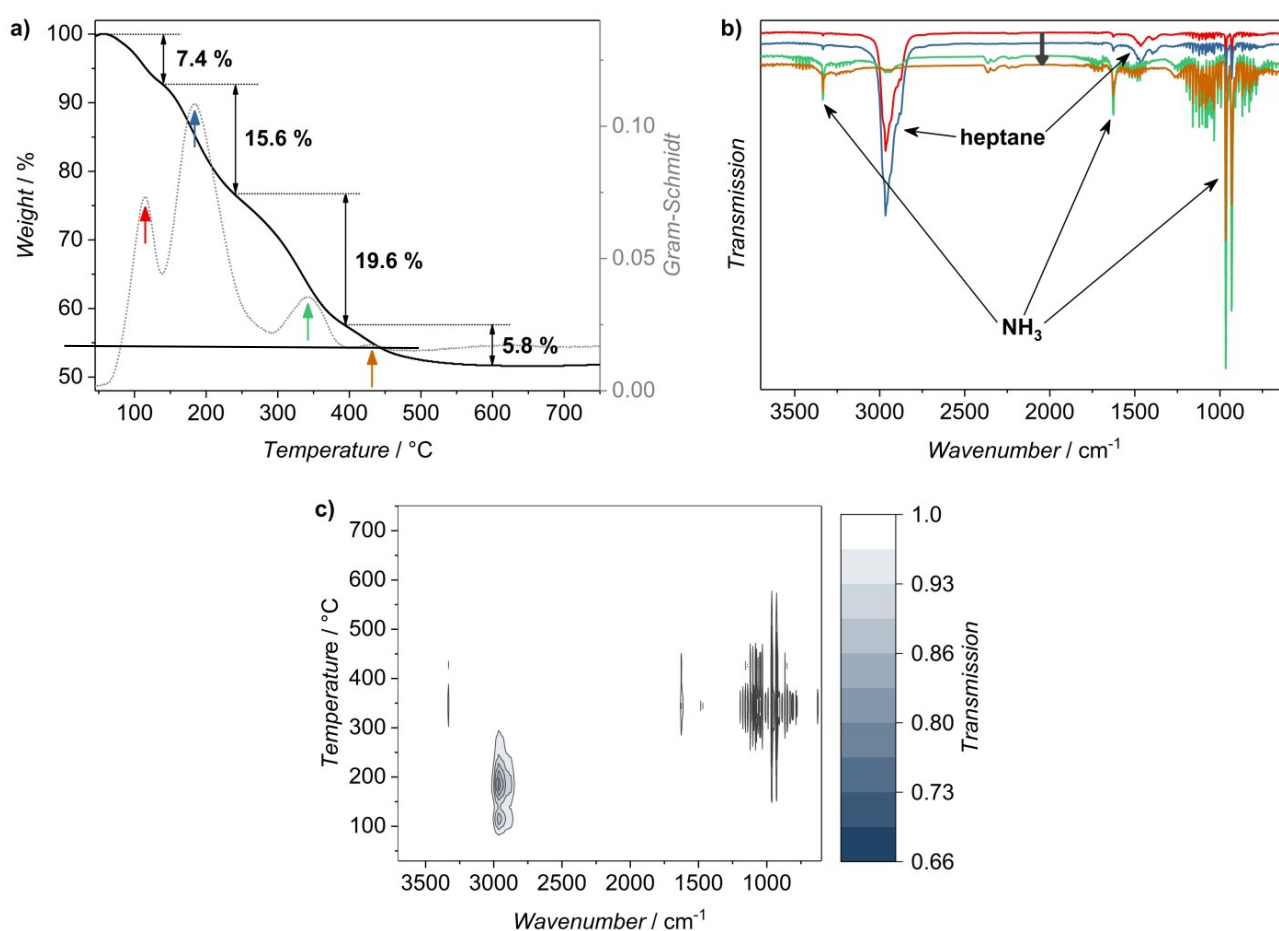 a)
100
90
80
70
60
50
Weight / %
7.4 %
15.6 %
19.6 %
5.8 %
0.10
0.05
0.00
Gram-Schmidt
100 200 300 400 500 600 700
Temperature / °C
b)
Transmission
heptane
NH3
3500 3000 2500 2000 1500 1000
Wavenumber / cm-1
c)
700
600
500
400
300
200
100
Temperature / °C
3500 3000 2500 2000 1500 1000
Wavenumber / cm-1
1.0
0.93
0.86
0.80
0.73
0.66
Transmission